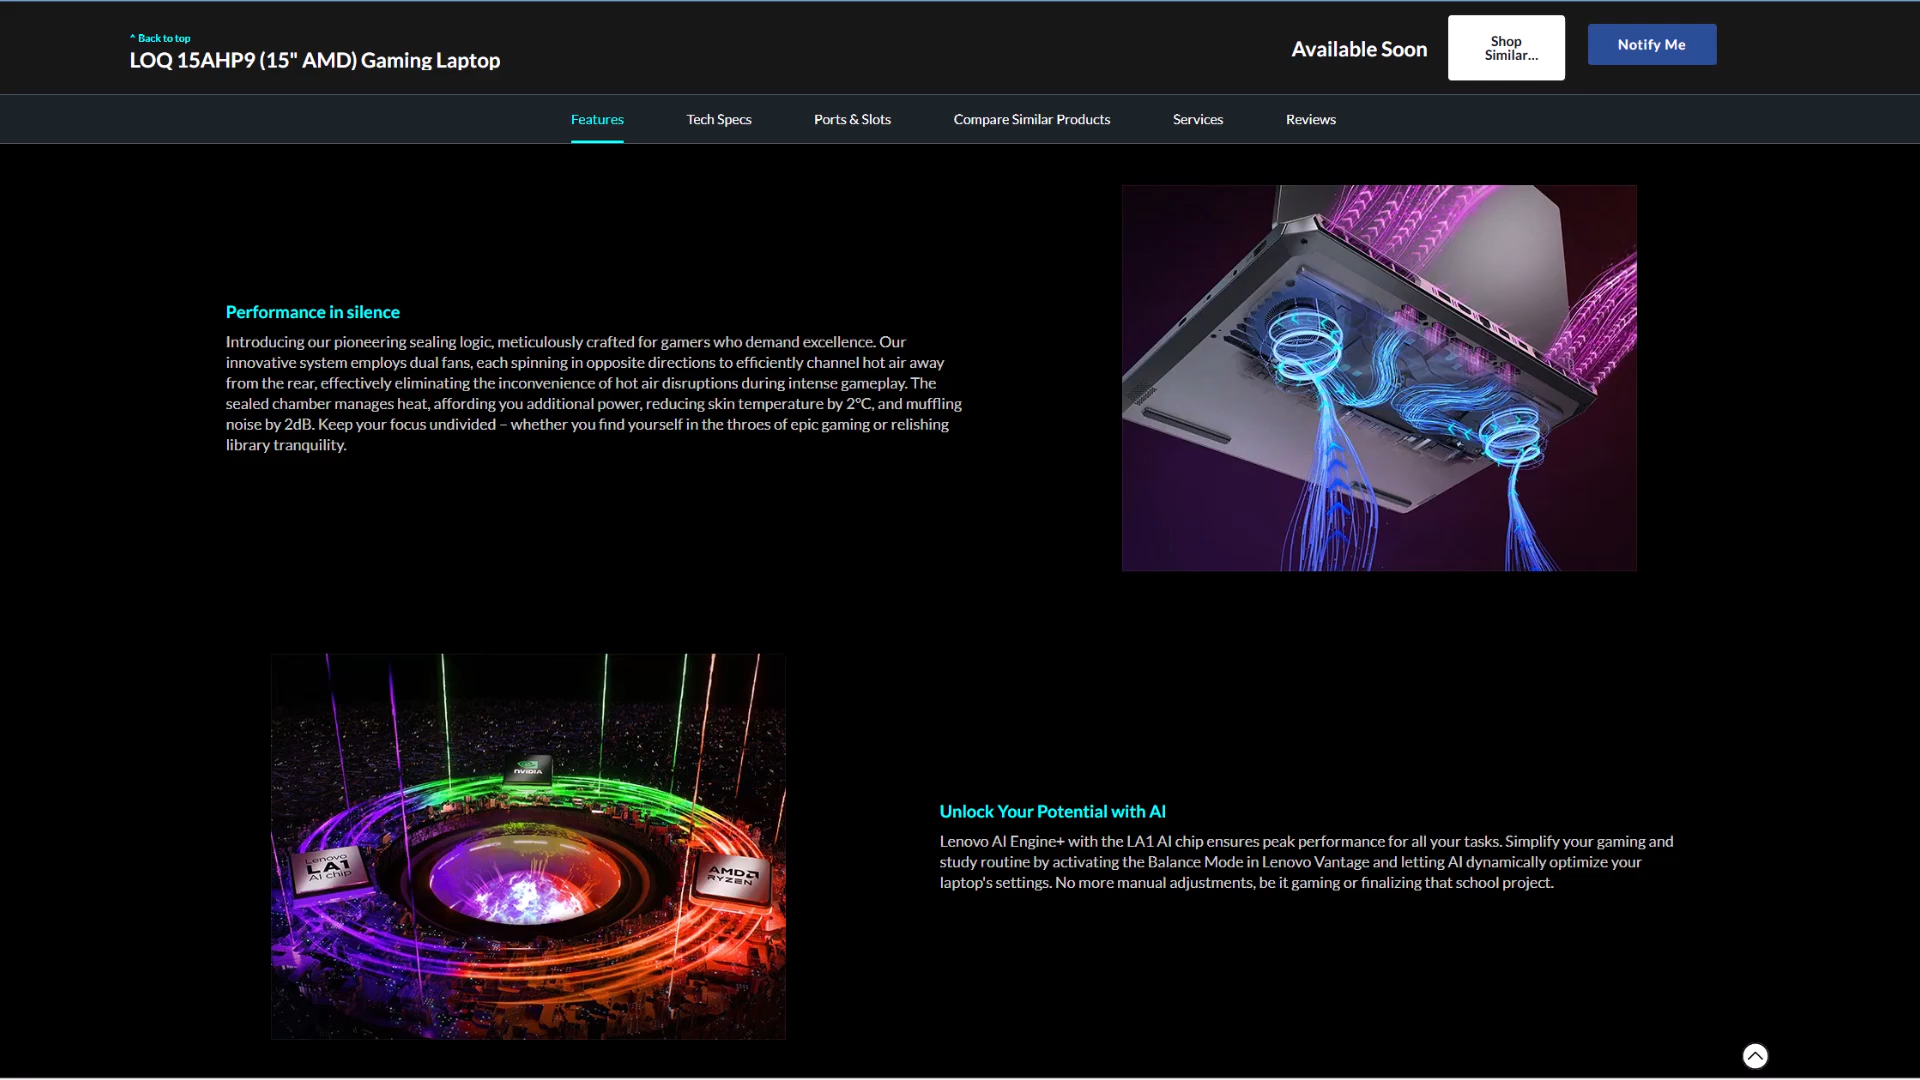 ^ Back to top
LOQ 15AHP9 (15" AMD) Gaming Laptop
Available Soon
Shop
Similar...
Notify Me
Features
Tech Specs
Ports & Slots
Compare Similar Products
Services
Reviews
Performance in silence
Introducing our pioneering sealing logic, meticulously crafted for gamers who demand excellence. Our
innovative system employs dual fans, each spinning in opposite directions to efficiently channel hot air away
from the rear, effectively eliminating the inconvenience of hot air disruptions during intense gameplay. The
sealed chamber manages heat, affording you additional power, reducing skin temperature by 2°C, and muffling
noise by 2dB. Keep your focus undivided – whether you find yourself in the throes of epic gaming or relishing
library tranquility.
NVIDIA
Lenovo
LA1
AI chip
AMD
RYZEN
Unlock Your Potential with AI
Lenovo AI Engine+ with the LA1 AI chip ensures peak performance for all your tasks. Simplify your gaming and
study routine by activating the Balance Mode in Lenovo Vantage and letting AI dynamically optimize your
laptop's settings. No more manual adjustments, be it gaming or finalizing that school project.